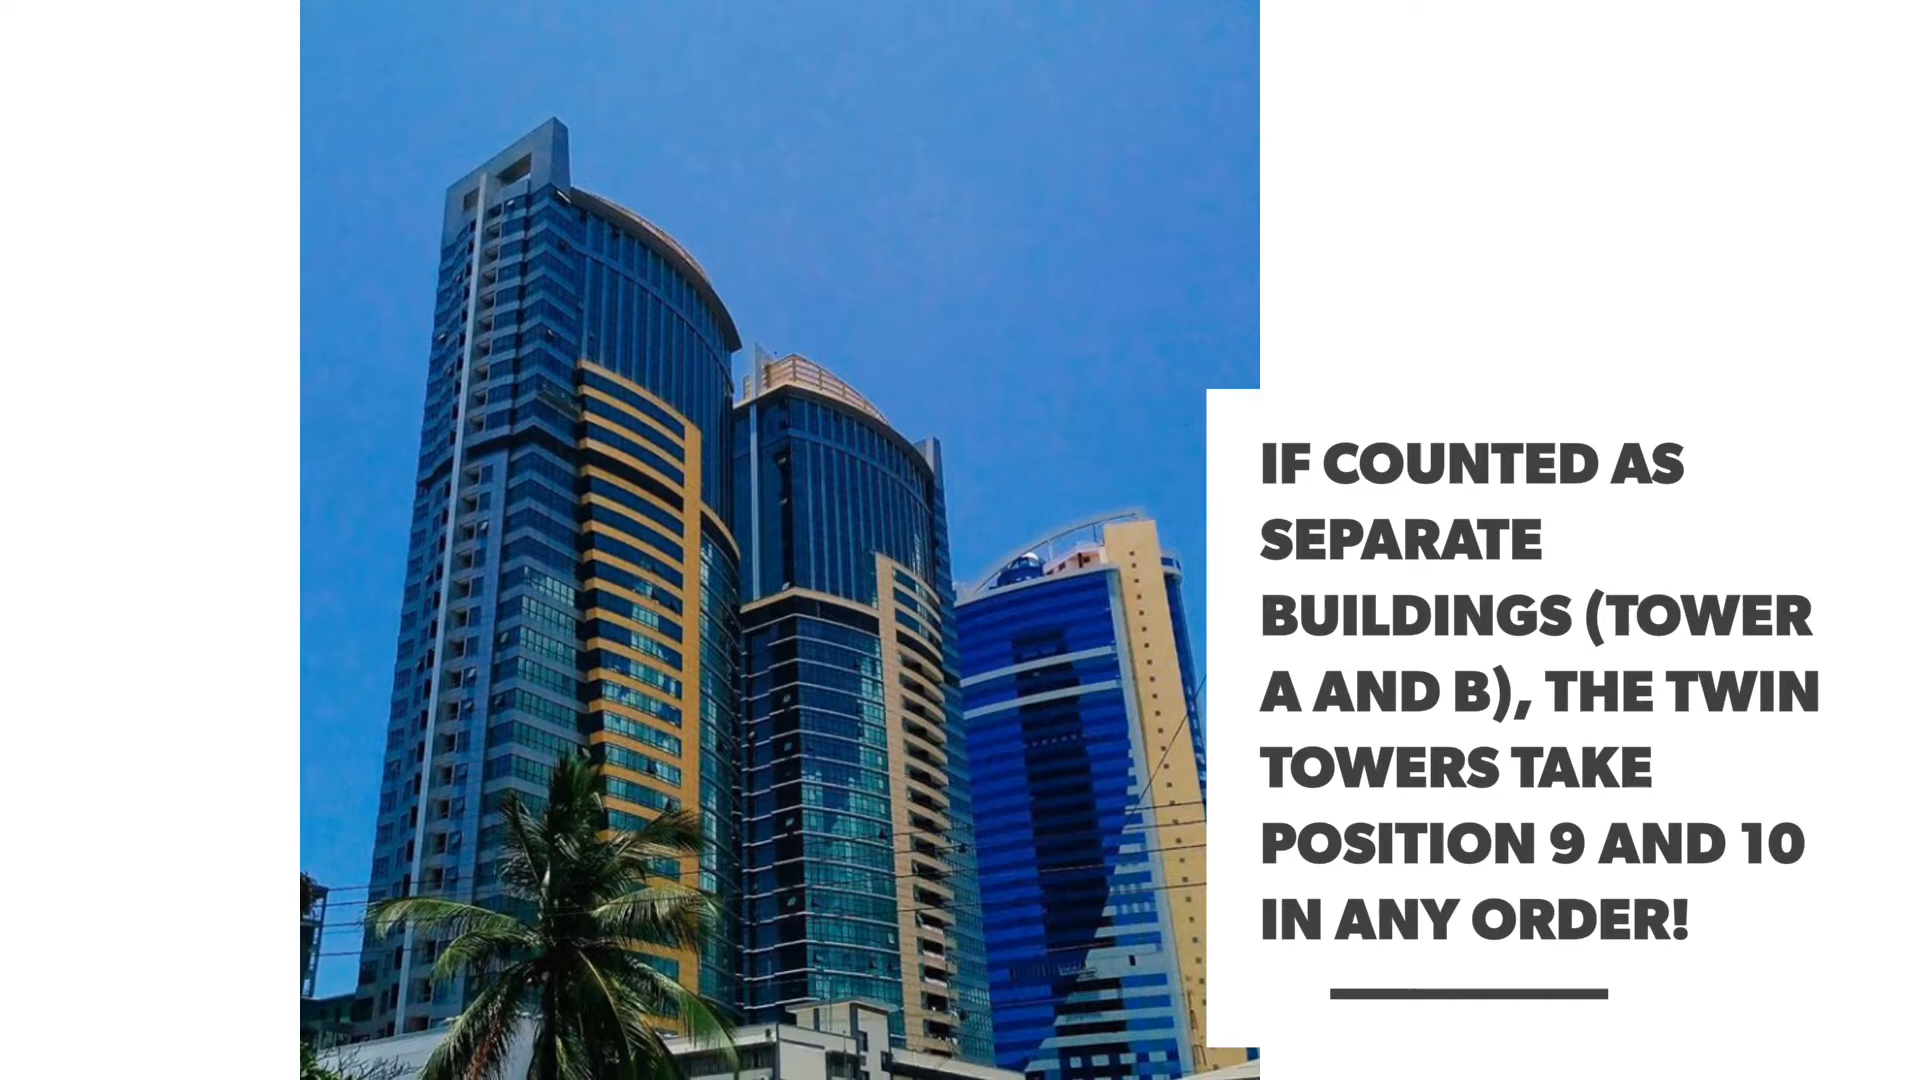 IF COUNTED AS
SEPARATE
BUILDINGS (TOWER
A AND B), THE TWIN
TOWERS TAKE
POSITION 9 AND 10
IN ANY ORDER!